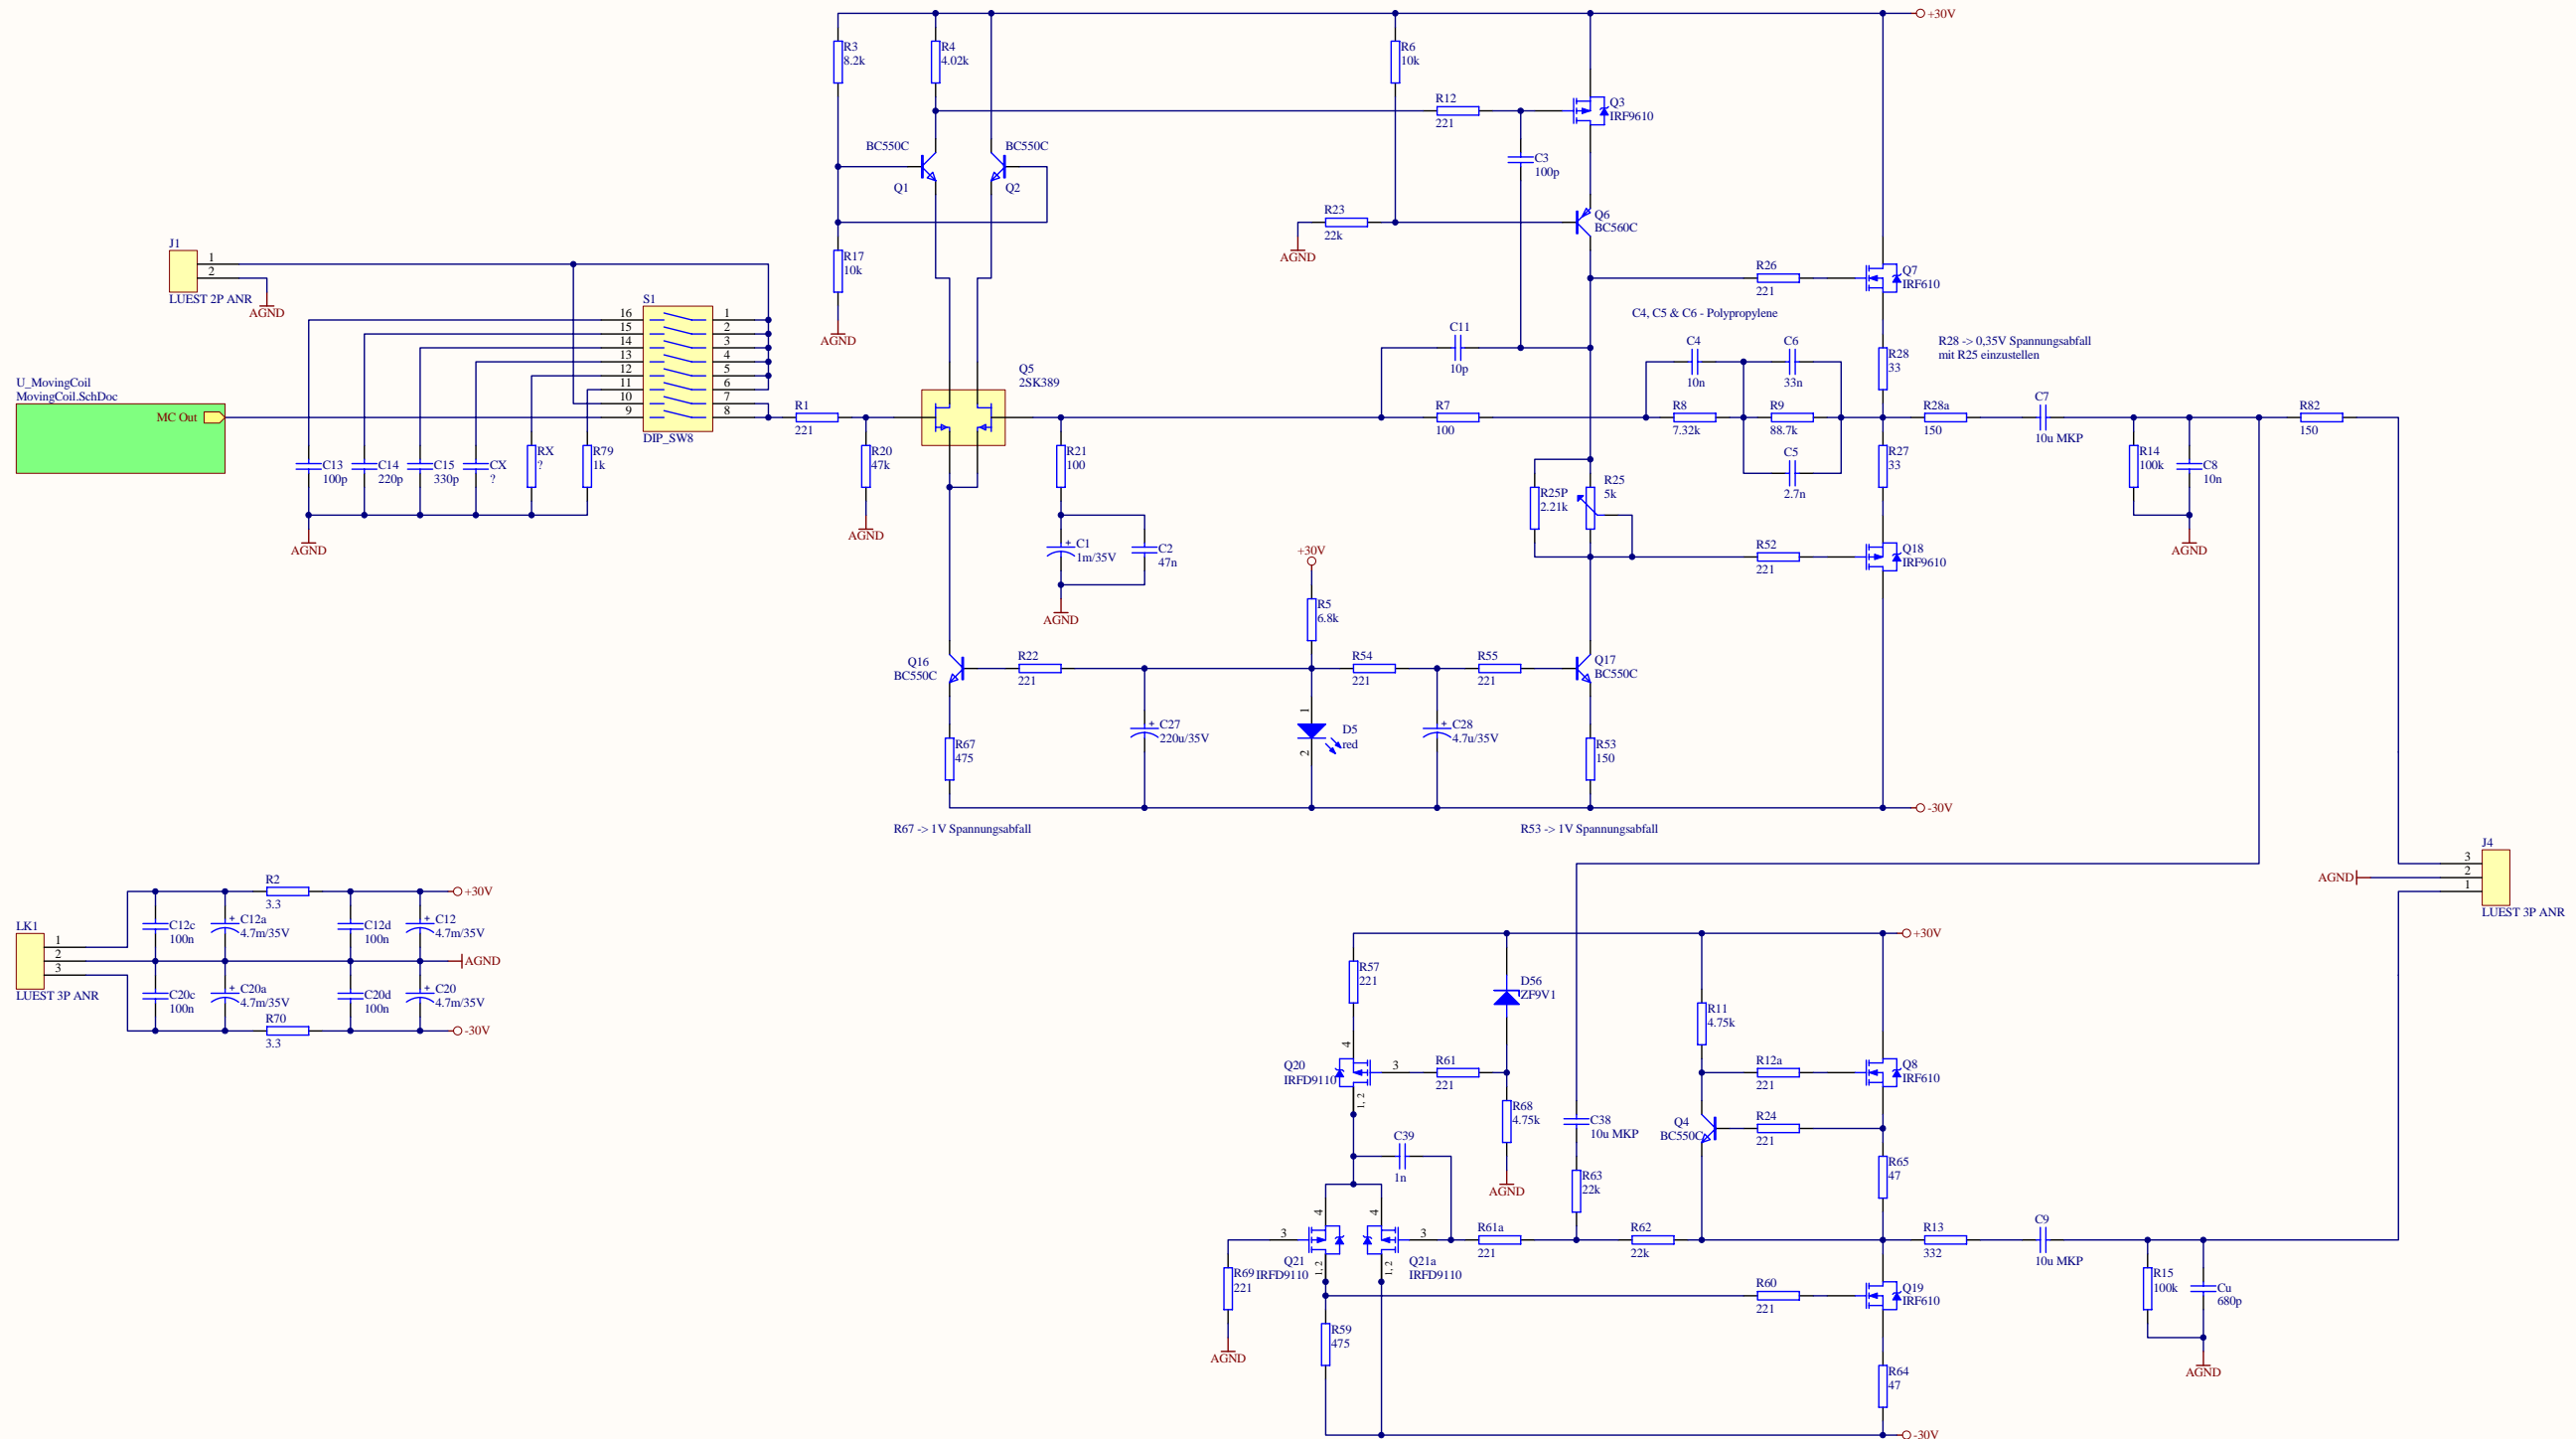 +30V
R3
8.2k
R4
4.02k
R6
10k
R12
221
Q3
IRF9610
BC550C
Q1
BC550C
Q2
C3
100p
R23
22k
AGND
Q6
BC560C
R17
10k
AGND
R26
221
Q7
IRF610
J1
1
2
LUEST 2P ANR
AGND
S1
16
15
14
13
12
11
10
9
1
2
3
4
5
6
7
8
DIP_SW8
U_MovingCoil
MovingCoil.SchDoc
MC Out
C13
100p
C14
220p
C15
330p
CX
?
RX
?
R79
1k
AGND
R1
221
R20
47k
AGND
Q5
2SK389
R21
100
C1
+
1m/35V
C2
47n
AGND
C11
10p
R7
100
C4, C5 & C6 - Polypropylene
C4
10n
C6
33n
R8
7.32k
R9
88.7k
C5
2.7n
R28
33
R28 -> 0,35V Spannungsabfall
mit R25 einzustellen
R28a
150
C7
10u MKP
R27
33
R14
100k
C8
10n
AGND
R82
150
R25P
2.21k
R25
5k
R52
221
Q18
IRF9610
+30V
R5
6.8k
Q16
BC550C
R22
221
R54
221
R55
221
Q17
BC550C
R67
475
+
C27
220u/35V
1
2
D5
red
+
C28
4.7u/35V
R53
150
-30V
R67 -> 1V Spannungsabfall
R53 -> 1V Spannungsabfall
J4
3
2
1
AGND
LUEST 3P ANR
LK1
1
2
3
LUEST 3P ANR
R2
3.3
+30V
C12c
100n
+
C12a
4.7m/35V
C12d
100n
+
C12
4.7m/35V
AGND
C20c
100n
+
C20a
4.7m/35V
C20d
100n
+
C20
4.7m/35V
R70
3.3
-30V
+30V
R57
221
D56
ZF9V1
R11
4.75k
Q20
IRFD9110
4
3
1, 2
R61
221
R12a
221
Q8
IRF610
R68
4.75k
AGND
C38
10u MKP
Q4
BC550C
R24
221
C39
1n
R63
22k
R65
47
3
4
1, 2
Q21
IRFD9110
4
3
1, 2
Q21a
IRFD9110
R61a
221
R62
22k
R13
332
C9
10u MKP
R69
221
AGND
R60
221
Q19
IRF610
R15
100k
Cu
680p
AGND
R59
475
R64
47
-30V